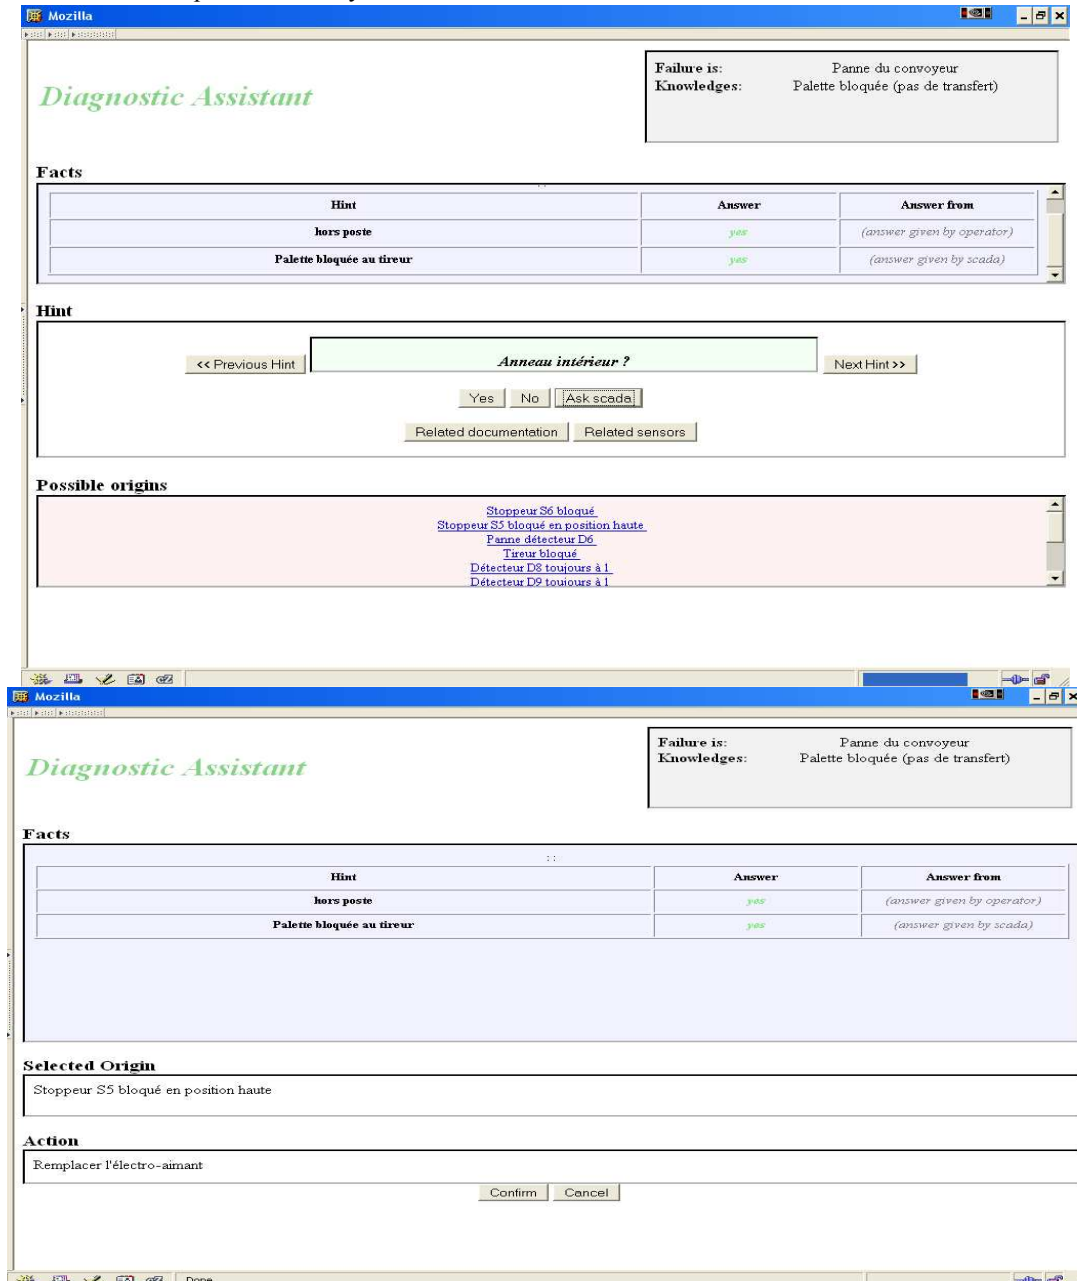 Mozilla
Diagnostic Assistant
Failure is: Panne du convoyeur
Knowledges: Palette bloquée (pas de transfert)
Facts
Hint Answer Answer from
hors poste yes (answer given by operator)
Palette bloquée au tireur yes (answer given by scada)
Hint
<< Previous Hint Anneau intérieur ? Next Hint >>
Yes No Ask scada
Related documentation Related sensors
Possible origins
Stoppeur S6 bloqué
Stoppeur S5 bloqué en position haute
Panne détecteur D6
Tireur bloqué
Détecteur D8 toujours à 1
Détecteur D9 toujours à 1
Mozilla
Diagnostic Assistant
Failure is: Panne du convoyeur
Knowledges: Palette bloquée (pas de transfert)
Facts
: :
Hint Answer Answer from
hors poste yes (answer given by operator)
Palette bloquée au tireur yes (answer given by scada)
Selected Origin
Stoppeur S5 bloqué en position haute
Action
Remplacer l'électro-aimant
Confirm Cancel
Done